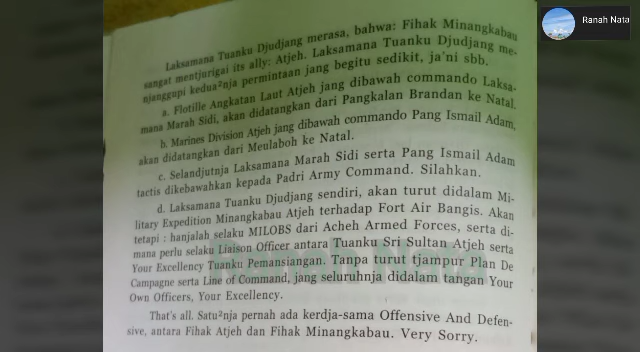 Ranah Nata
Laksamana Tuanku Djudjang merasa, bahwa: Fihak Minangkabau
sangat mentjurigai its ally: Atjeh. Laksamana Tuanku Djudjang me-
njanggupi kedua²nja permintaan jang begitu sedikit, ja'ni sbb.
a. Flotille Angkatan Laut Atjeh jang dibawah commando Laksa-
mana Marah Sidi, akan didatangkan dari Pangkalan Brandan ke Natal.
b. Marines Division Atjeh jang dibawah commando Pang Ismail Adam,
akan didatangkan dari Meulaboh ke Natal.
c. Selandjutnja Laksamana Marah Sidi serta Pang Ismail Adam
tactis dikebawahkan kepada Padri Army Command. Silahkan.
d. Laksamana Tuanku Djudjang sendiri, akan turut didalam Mi-
litary Expedition Minangkabau Atjeh terhadap Fort Air Bangis. Akan
tetapi : hanjalah selaku MILOBS dari Acheh Armed Forces, serta di-
mana perlu selaku Liaison Officer antara Tuanku Sri Sultan Atjeh serta
Your Excellency Tuanku Pemansiangan. Tanpa turut tjampur Plan De
Campagne serta Line of Command, jang seluruhnja didalam tangan Your
Own Officers, Your Excellency.
That's all. Satu²nja pernah ada kerdja-sama Offensive And Defen-
sive, antara Fihak Atjeh dan Fihak Minangkabau. Very Sorry.
Ranah Nata